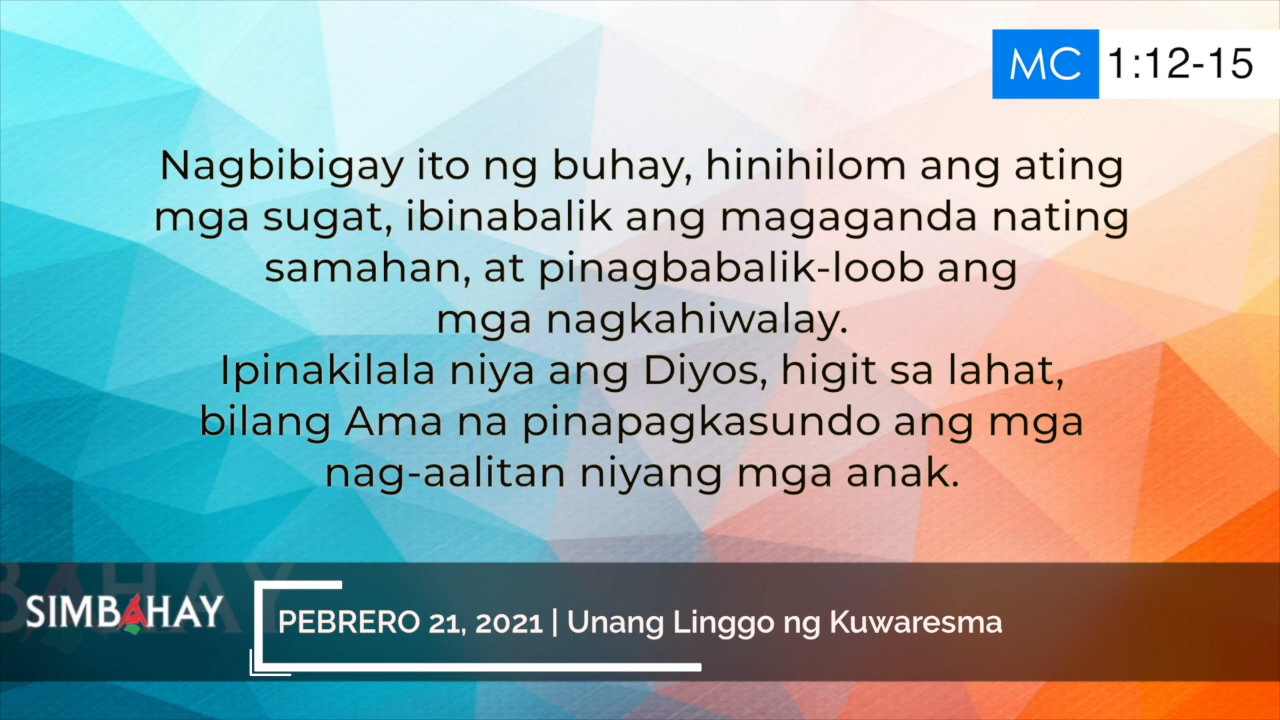 MC 1:12-15
Nagbibigay ito ng buhay, hinihilom ang ating
mga sugat, ibinabalik ang magaganda nating
samahan, at pinagbabalik-loob ang
mga nagkahiwalay.
Ipinakilala niya ang Diyos, higit sa lahat,
bilang Ama na pinapagkasundo ang mga
nag-aalitan niyang mga anak.
SIMBAHAY
PEBRERO 21, 2021 | Unang Linggo ng Kuwaresma